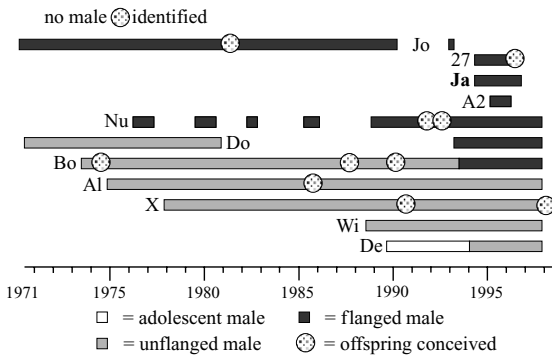 no male identified
Jo
27
Ja
A2
Nu
Do
Bo
Al
X
Wi
De
1971 1975 1980 1985 1990 1995
= adolescent male = flanged male
= unflanged male = offspring conceived